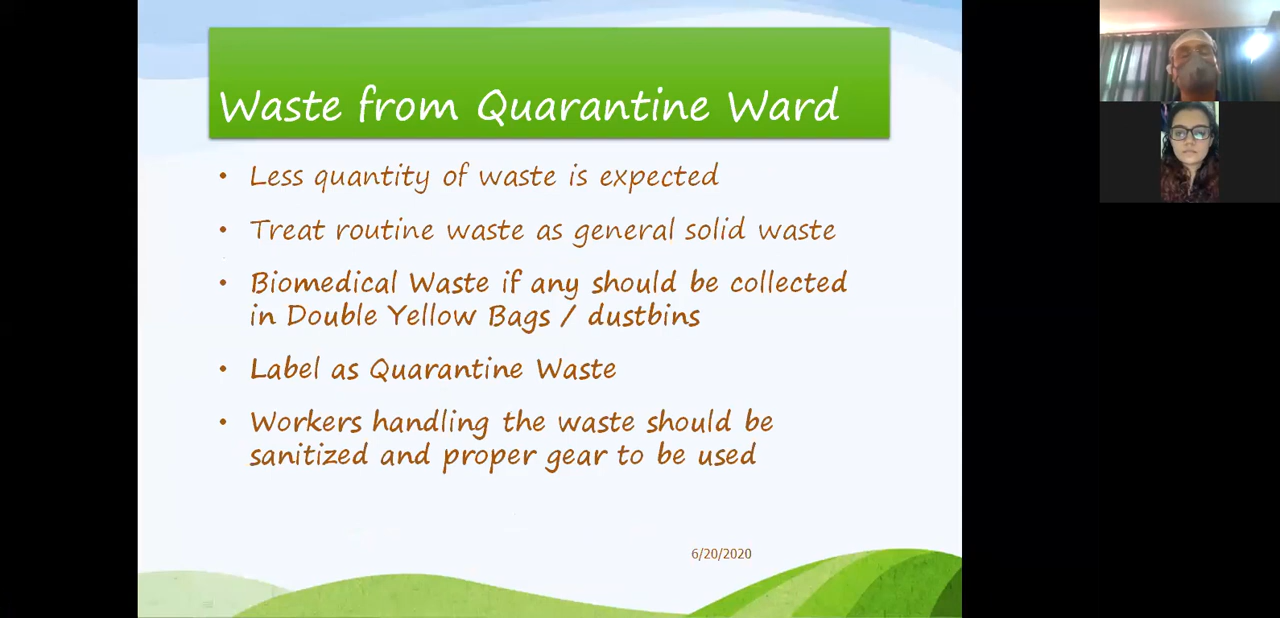 Waste from Quarantine Ward
• Less quantity of waste is expected
• Treat routine waste as general solid waste
• Biomedical Waste if any should be collected
in Double Yellow Bags / dustbins
• Label as Quarantine Waste
• Workers handling the waste should be
sanitized and proper gear to be used
6/20/2020